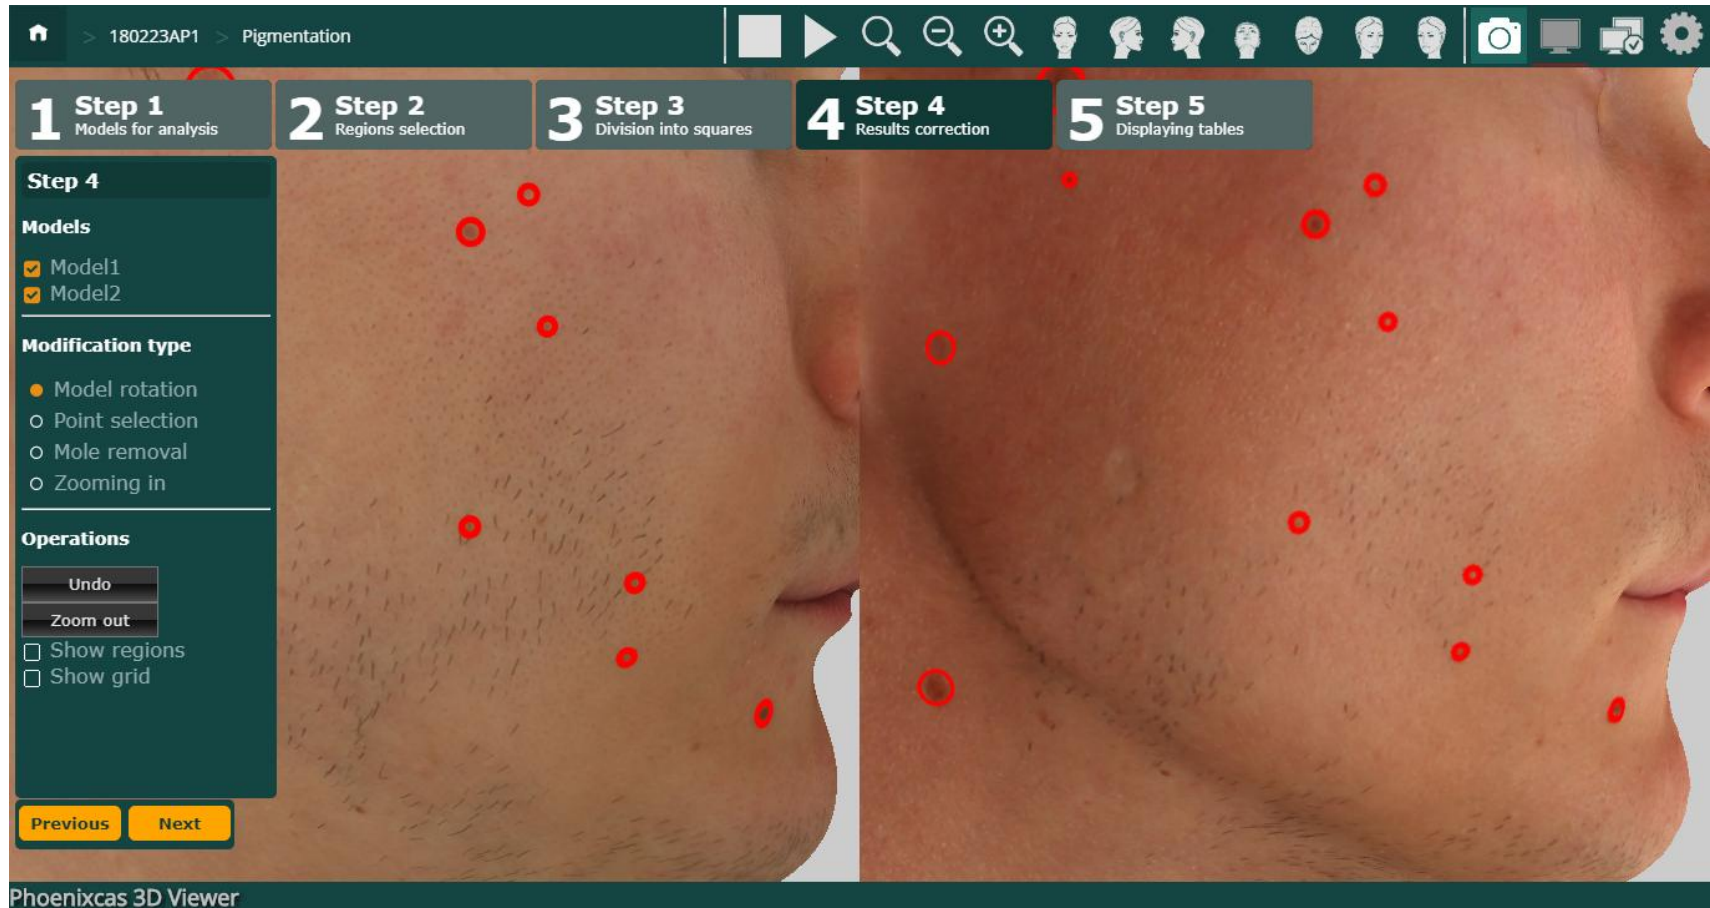 > 180223AP1 > Pigmentation
1 Step 1
Models for analysis
2 Step 2
Regions selection
3 Step 3
Division into squares
4 Step 4
Results correction
5 Step 5
Displaying tables
Step 4
Models
Model1
Model2
Modification type
Model rotation
Point selection
Mole removal
Zooming in
Operations
Undo
Zoom out
Show regions
Show grid
Previous
Next
Phoenixcas 3D Viewer